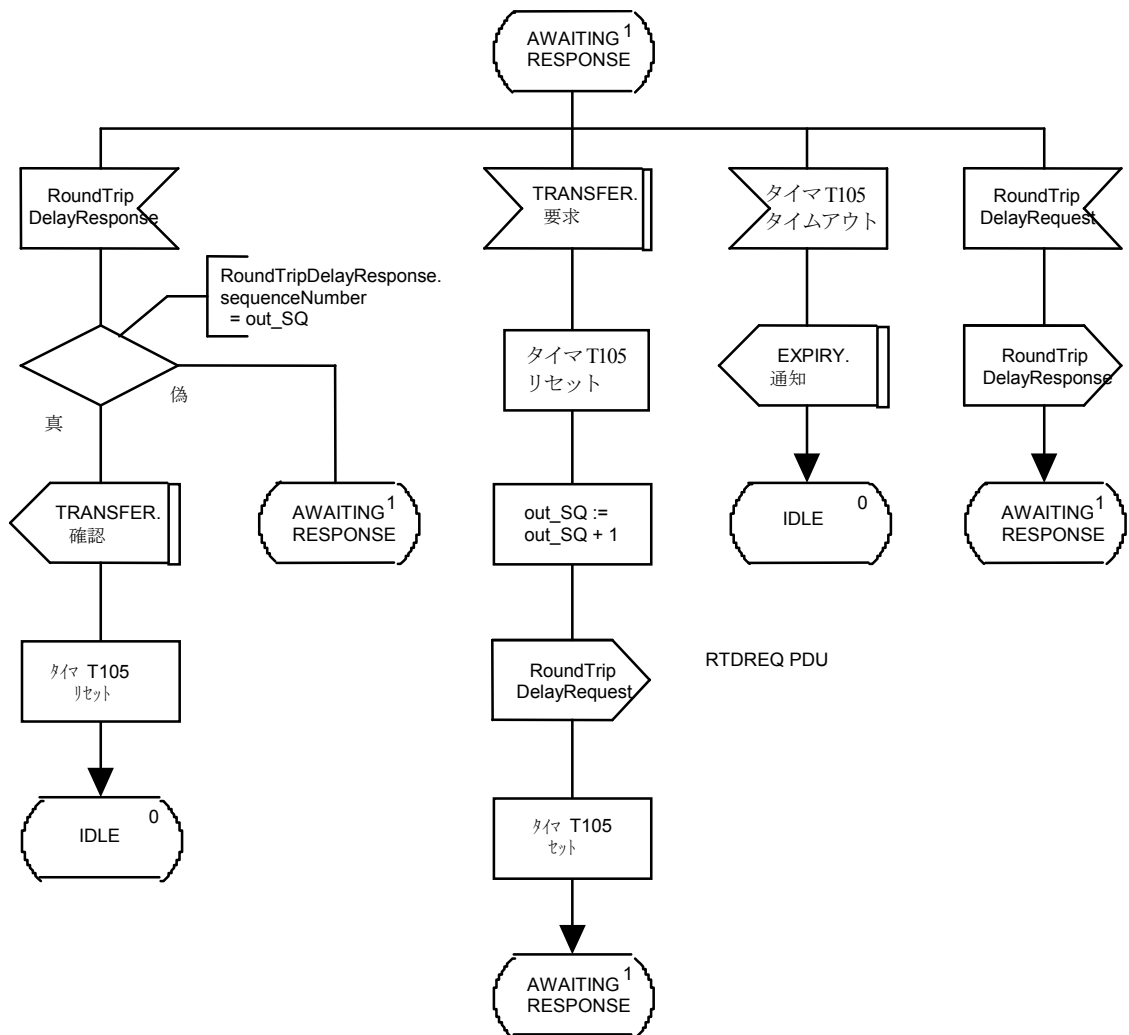 AWAITING 1
RESPONSE
RoundTrip
DelayResponse
TRANSFER.
要求
タイマ T105
タイムアウト
RoundTrip
DelayRequest
RoundTripDelayResponse.
sequenceNumber
= out_SQ
偽
真
タイマ T105
リセット
EXPIRY.
通知
RoundTrip
DelayResponse
TRANSFER.
確認
AWAITING 1
RESPONSE
out_SQ :=
out_SQ + 1
IDLE 0
AWAITING 1
RESPONSE
タイマ T105
リセット
RoundTrip
DelayRequest
RTDREQ PDU
IDLE 0
タイマ T105
セット
AWAITING 1
RESPONSE